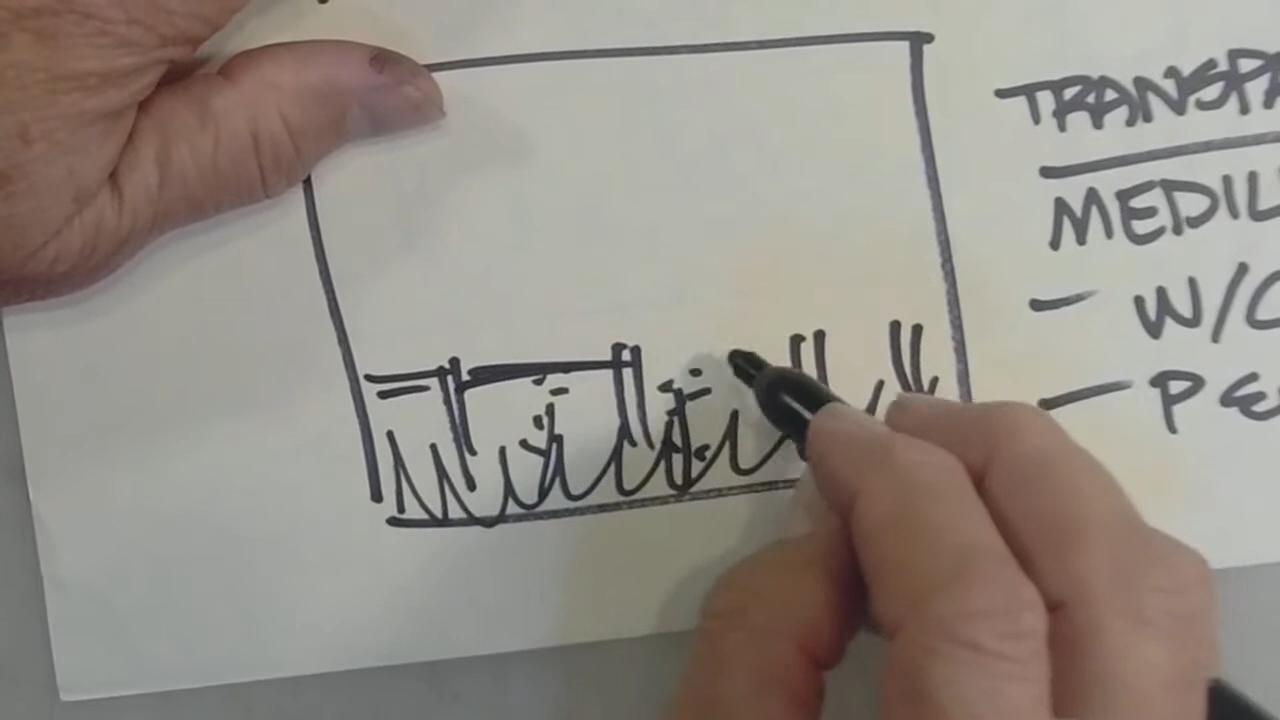 TRANSPA
MEDIU
- W/C
- PE